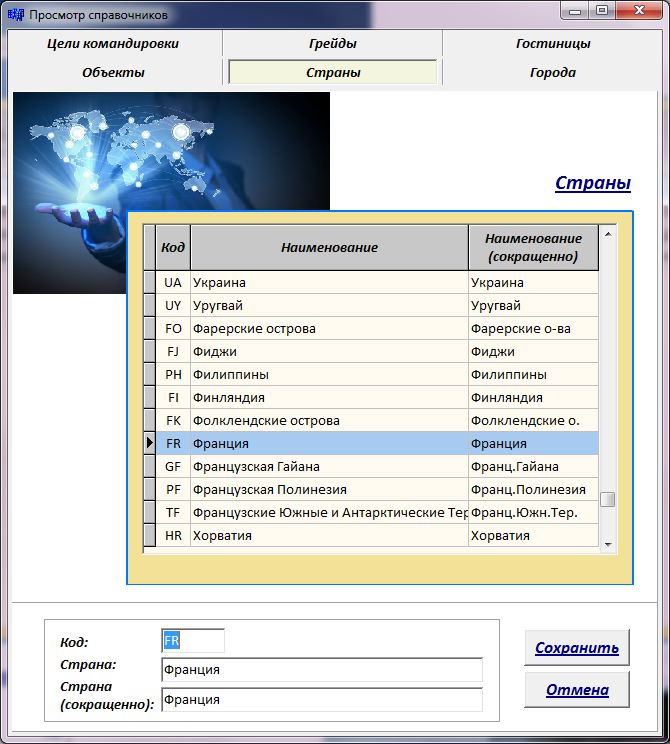 Просмотр справочников
Цели командировки Грейды Гостиницы
Объекты Страны Города
Страны
Код Наименование Наименование
(сокращенно)
UA Украина Украина
UY Уругвай Уругвай
FO Фарерские острова Фарерские о-ва
FJ Фиджи Фиджи
PH Филиппины Филиппины
FI Финляндия Финляндия
FK Фолклендские острова Фолклендские о.
FR Франция Франция
GF Французская Гайана Франц.Гайана
PF Французская Полинезия Франц.Полинезия
TF Французские Южные и Антарктические Тер Франц.Южн.Тер.
HR Хорватия Хорватия
Код: FR
Страна: Франция
Страна
(сокращенно): Франция
Сохранить
Отмена